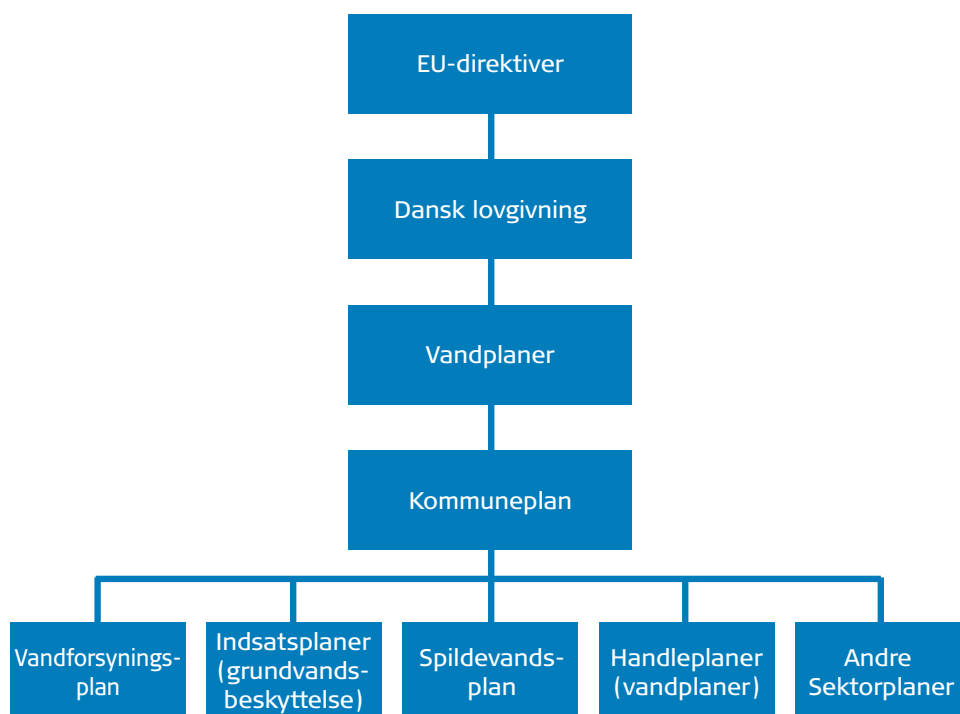 EU-direktiver
Dansk lovgivning
Vandplaner
Kommuneplan
Vandforsynings-
plan
Indsatsplaner
(grundvands-
beskyttelse)
Spildevands-
plan
Handleplaner
(vandplaner)
Andre
Sektorplaner